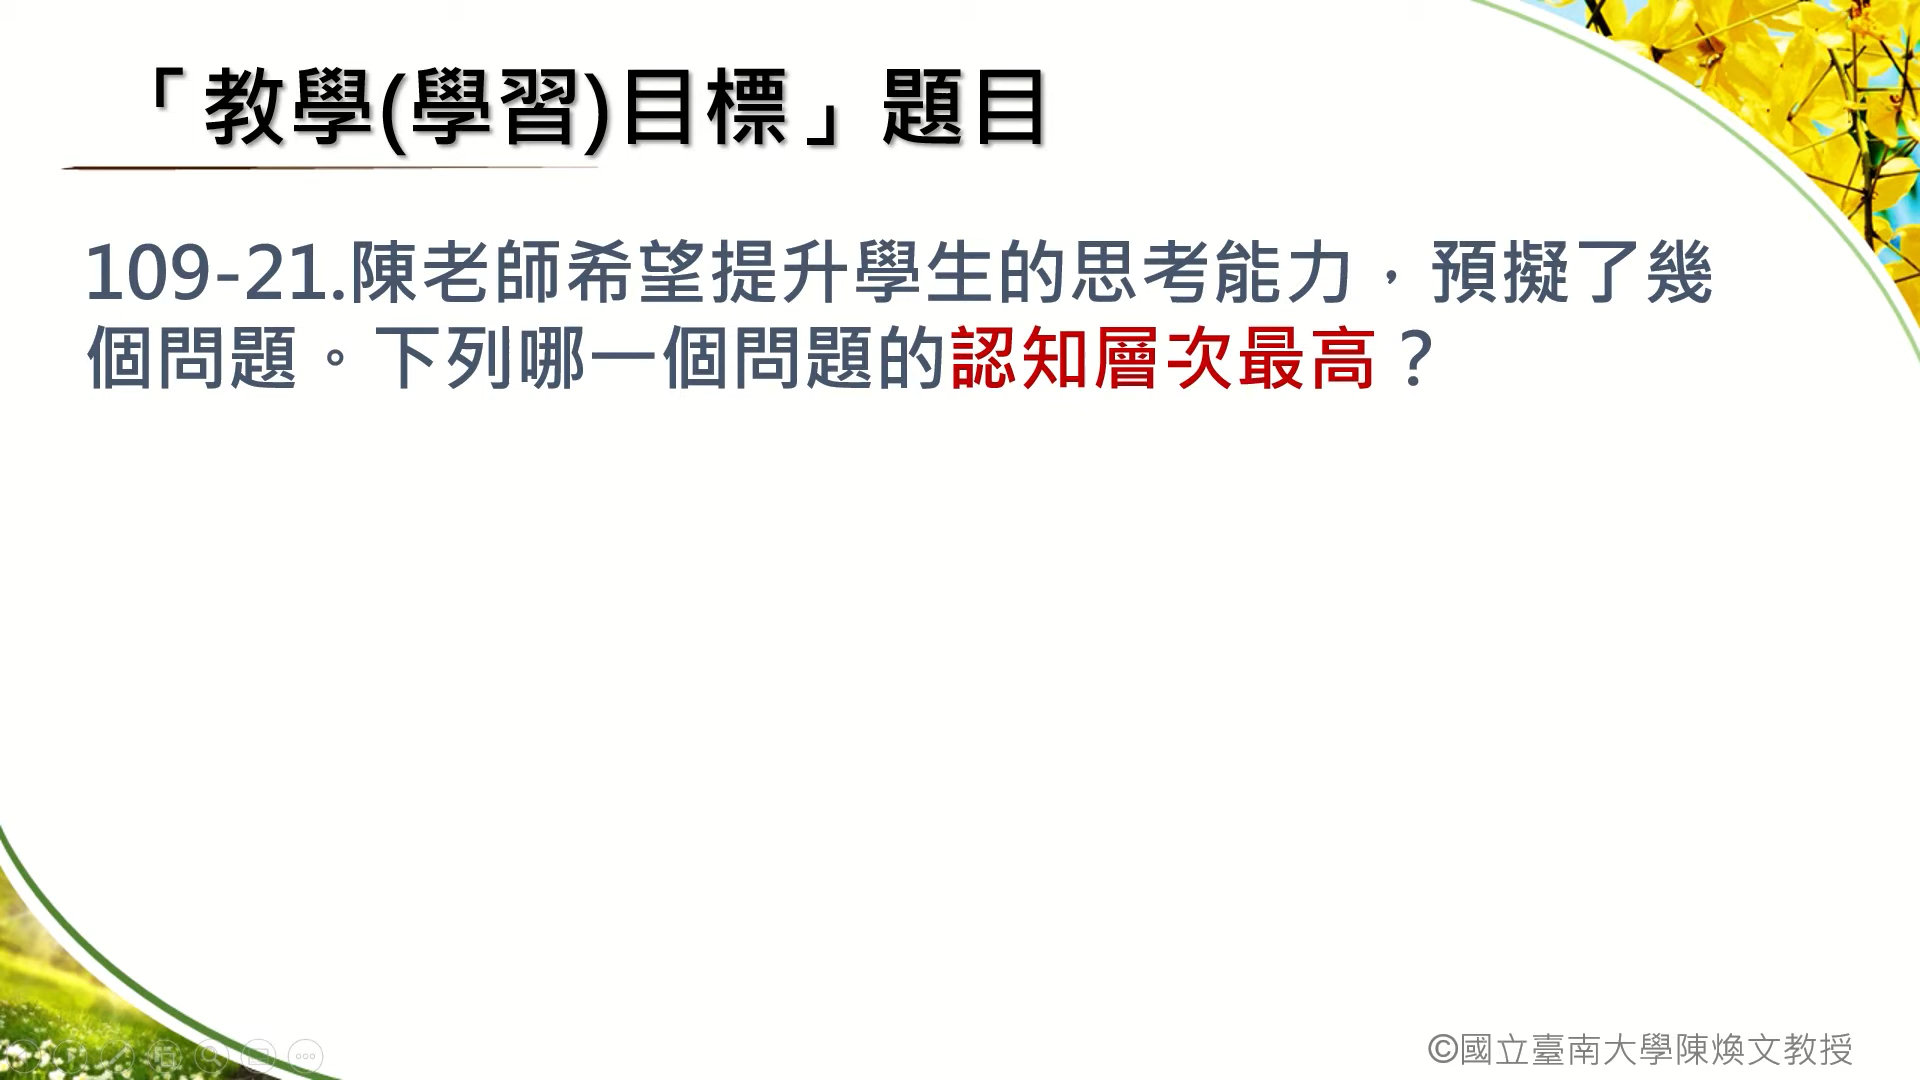 「教學(學習)目標」題目
109-21.陳老師希望提升學生的思考能力，預擬了幾
個問題。下列哪一個問題的認知層次最高？
©國立臺南大學陳煥文教授